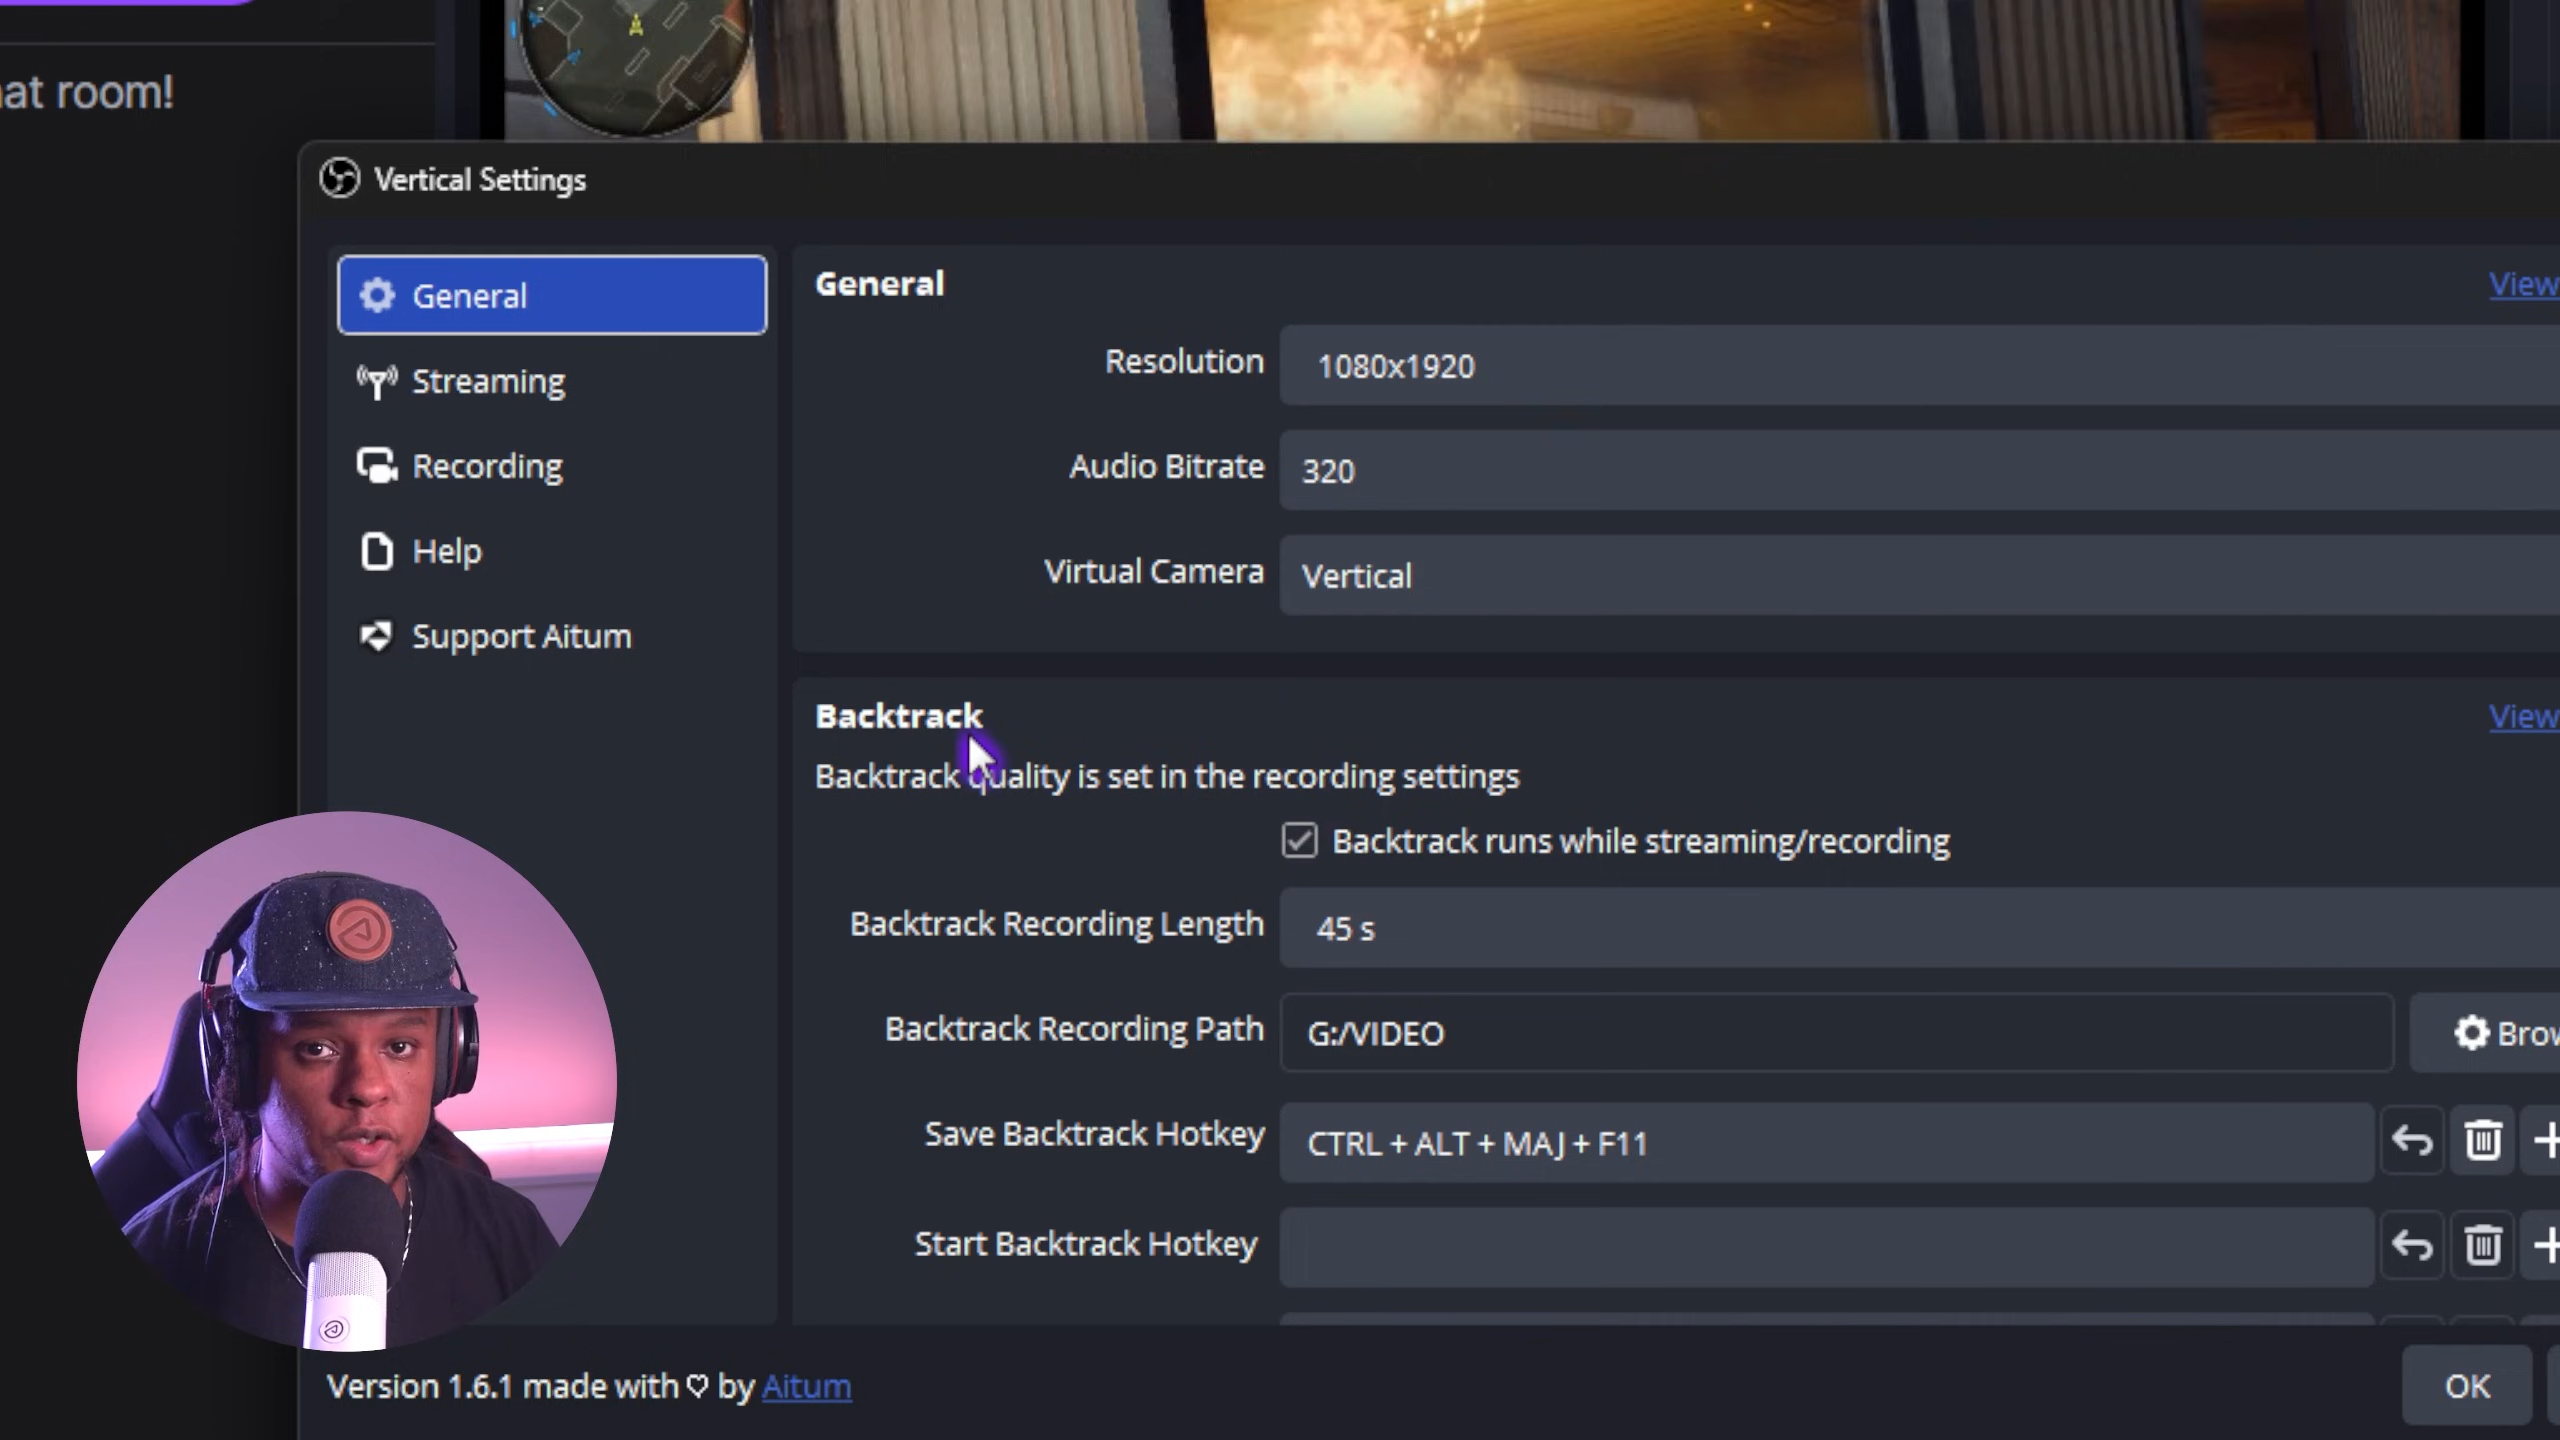 at room!
Vertical Settings
General
Streaming
Recording
Help
Support Aitum
General
View
Resolution
1080x1920
Audio Bitrate
320
Virtual Camera
Vertical
Backtrack
View
Backtrack quality is set in the recording settings
Backtrack runs while streaming/recording
Backtrack Recording Length
45 s
Backtrack Recording Path
G:/VIDEO
Brow
Save Backtrack Hotkey
CTRL + ALT + MAJ + F11
Start Backtrack Hotkey
Version 1.6.1 made with ♡ by Aitum
OK